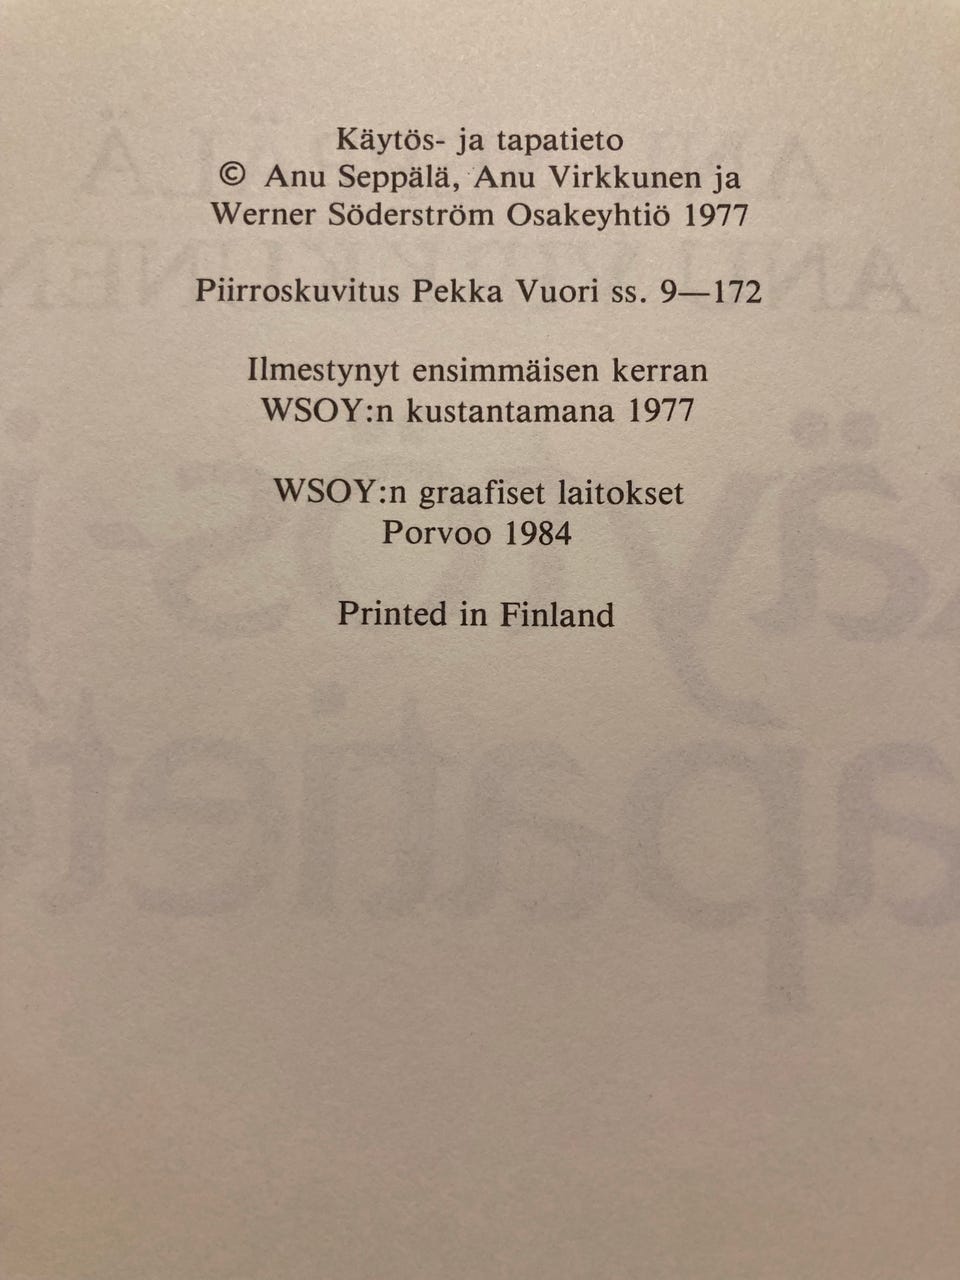 Käytös- ja tapatieto
© Anu Seppälä, Anu Virkkunen ja
Werner Söderström Osakeyhtiö 1977
Piirroskuvitus Pekka Vuori ss. 9—172
Ilmestynyt ensimmäisen kerran
WSOY:n kustantamana 1977
WSOY:n graafiset laitokset
Porvoo 1984
Printed in Finland